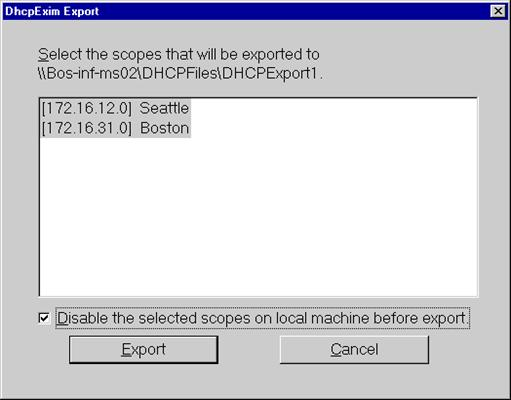 DhcpExim Export
Select the scopes that will be exported to
\\Bos-inf-ms02\DHCPFiles\DHCPExport1.
[172.16.12.0] Seattle
[172.16.31.0] Boston
Disable the selected scopes on local machine before export.
Export Cancel